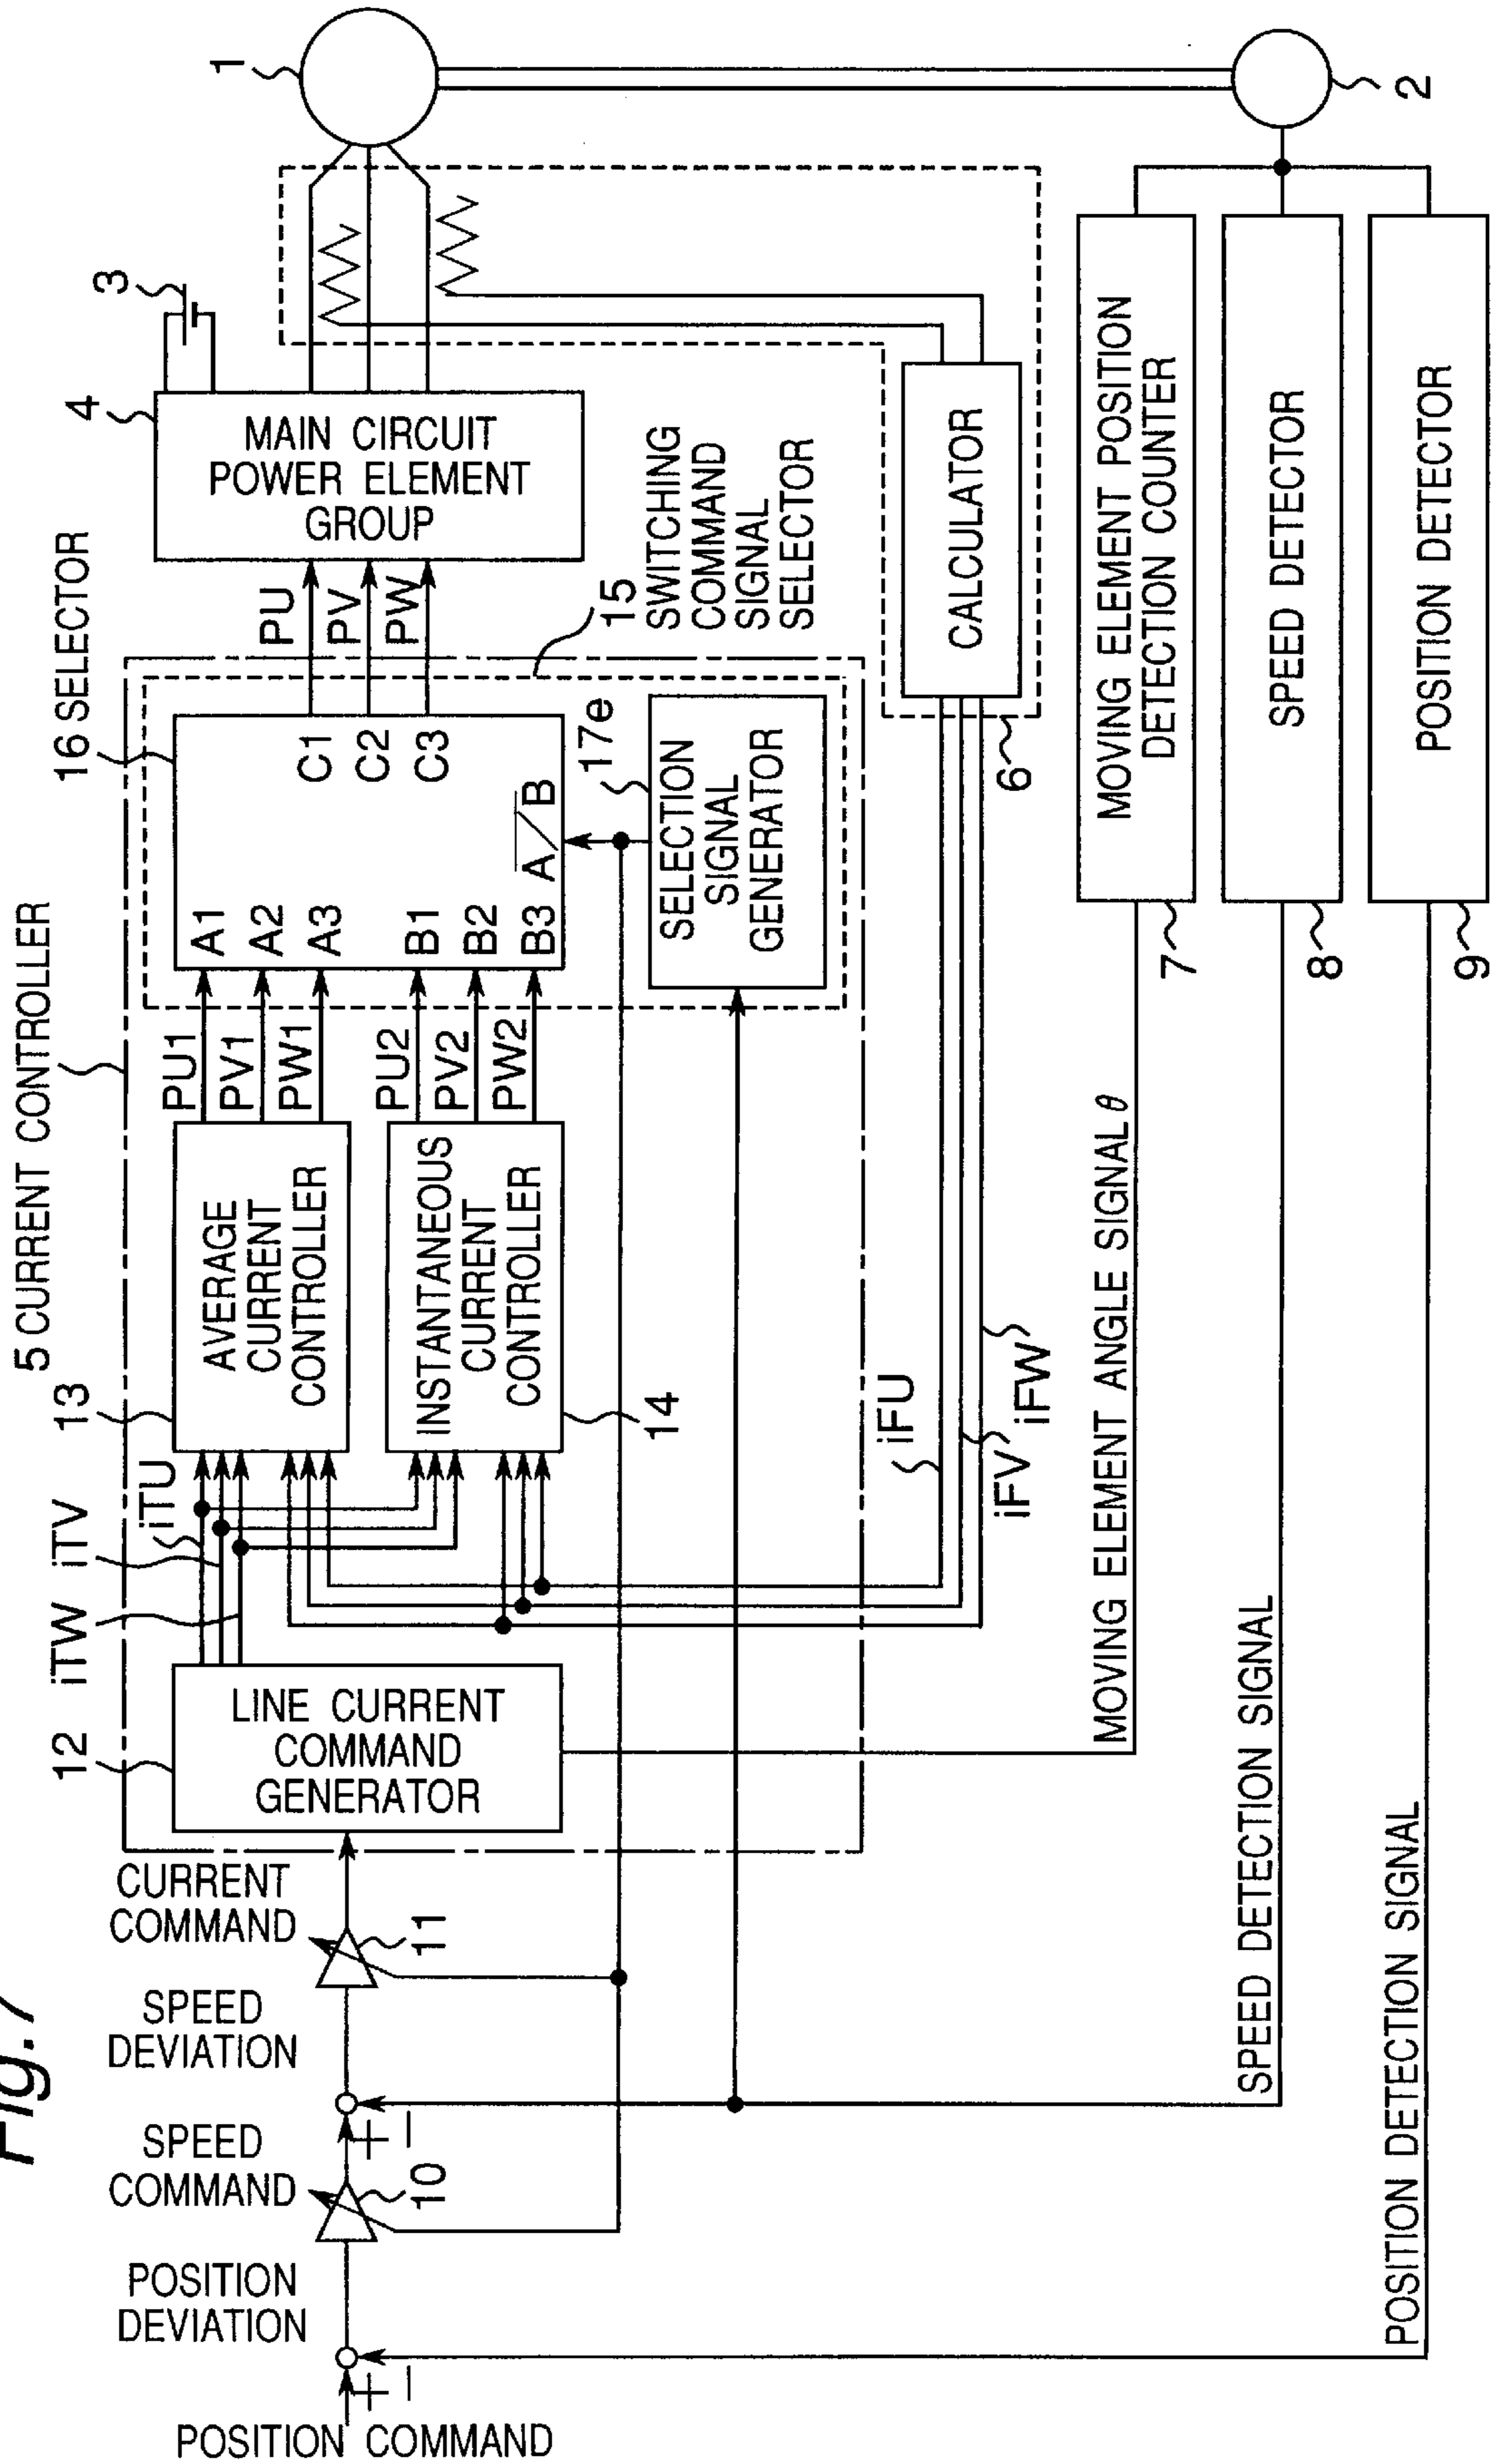 Fig.7
5 CURRENT CONTROLLER
16 SELECTOR
4
3
1
12
iTW
iTV
iTU
13
POSITION COMMAND
+
−
POSITION
DEVIATION
10
SPEED
COMMAND
+
−
SPEED
DEVIATION
11
CURRENT
COMMAND
LINE CURRENT
COMMAND
GENERATOR
AVERAGE
CURRENT
CONTROLLER
INSTANTANEOUS
CURRENT
CONTROLLER
14
PU1
PV1
PW1
PU2
PV2
PW2
A1
A2
A3
B1
B2
B3
C1
C2
C3
A/B
PU
PV
PW
MAIN CIRCUIT
POWER ELEMENT
GROUP
SELECTION
SIGNAL
GENERATOR
17e
15
SWITCHING
COMMAND
SIGNAL
SELECTOR
iFU
iFV
iFW
6
CALCULATOR
MOVING ELEMENT ANGLE SIGNAL θ
7
MOVING ELEMENT POSITION
DETECTION COUNTER
SPEED DETECTION SIGNAL
8
SPEED DETECTOR
2
POSITION DETECTION SIGNAL
9
POSITION DETECTOR